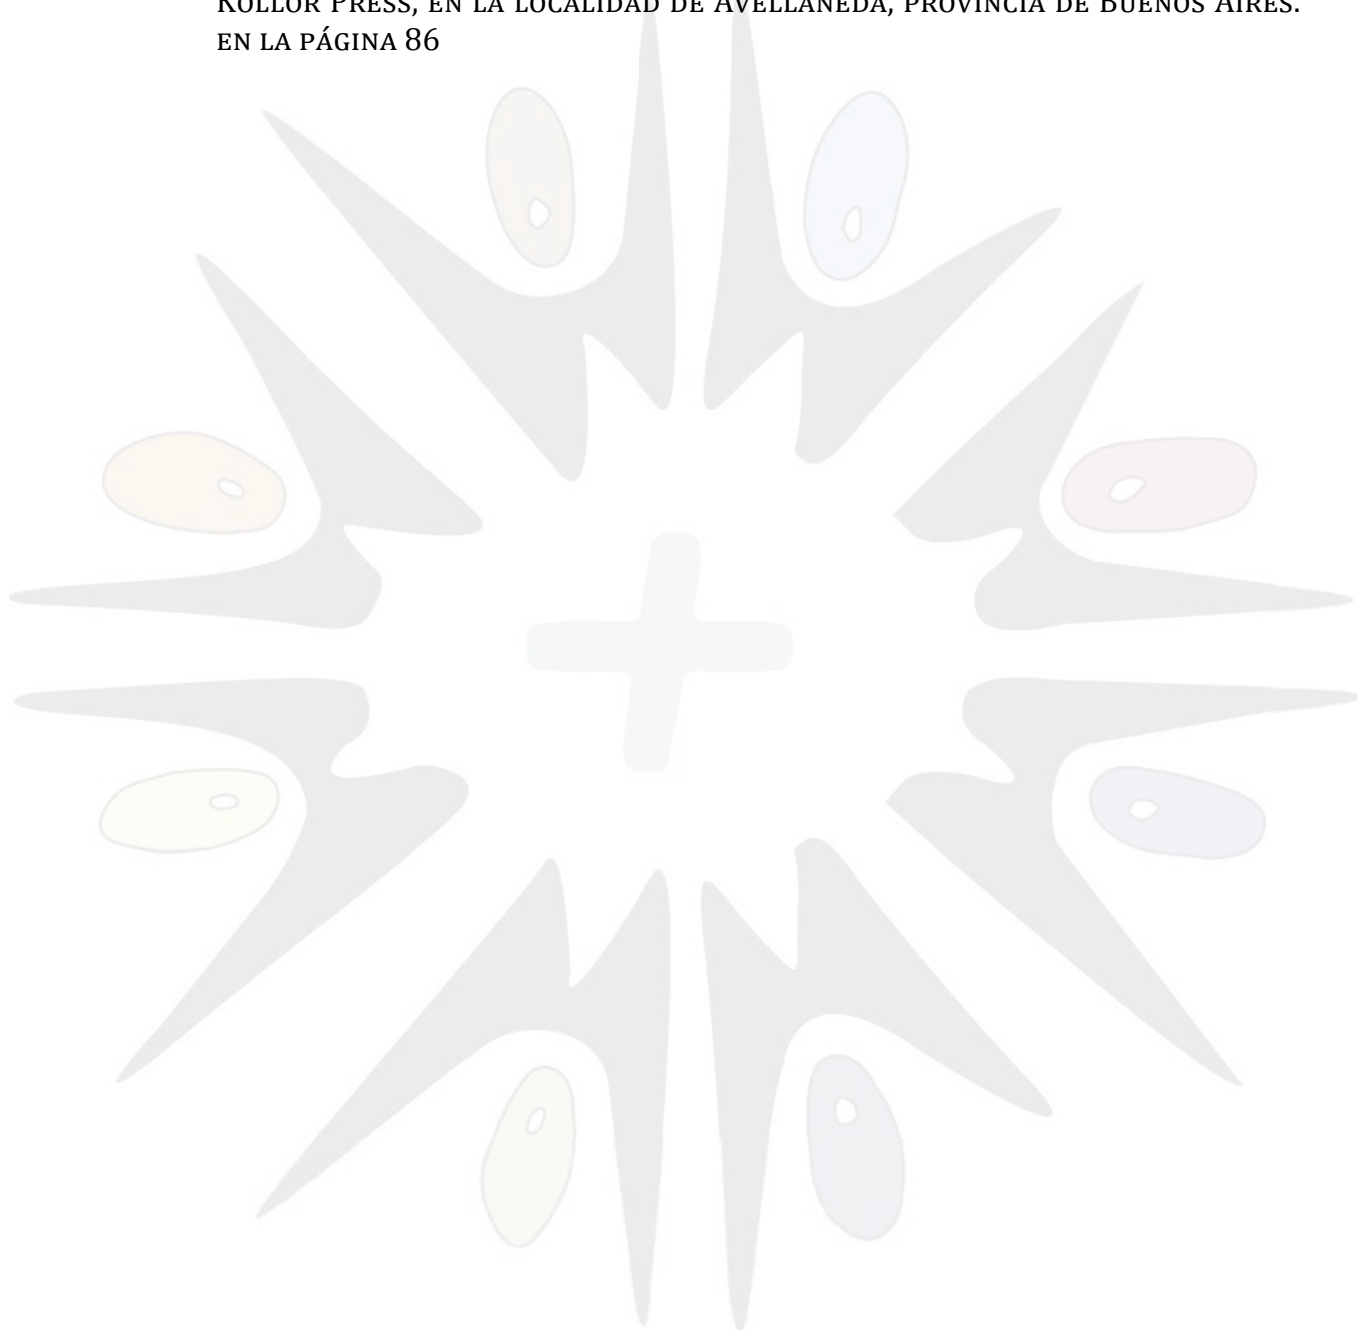 KOLLOR PRESS, EN LA LOCALIDAD DE AVELLANEDA, PROVINCIA DE BUENOS AIRES.
EN LA PÁGINA 86